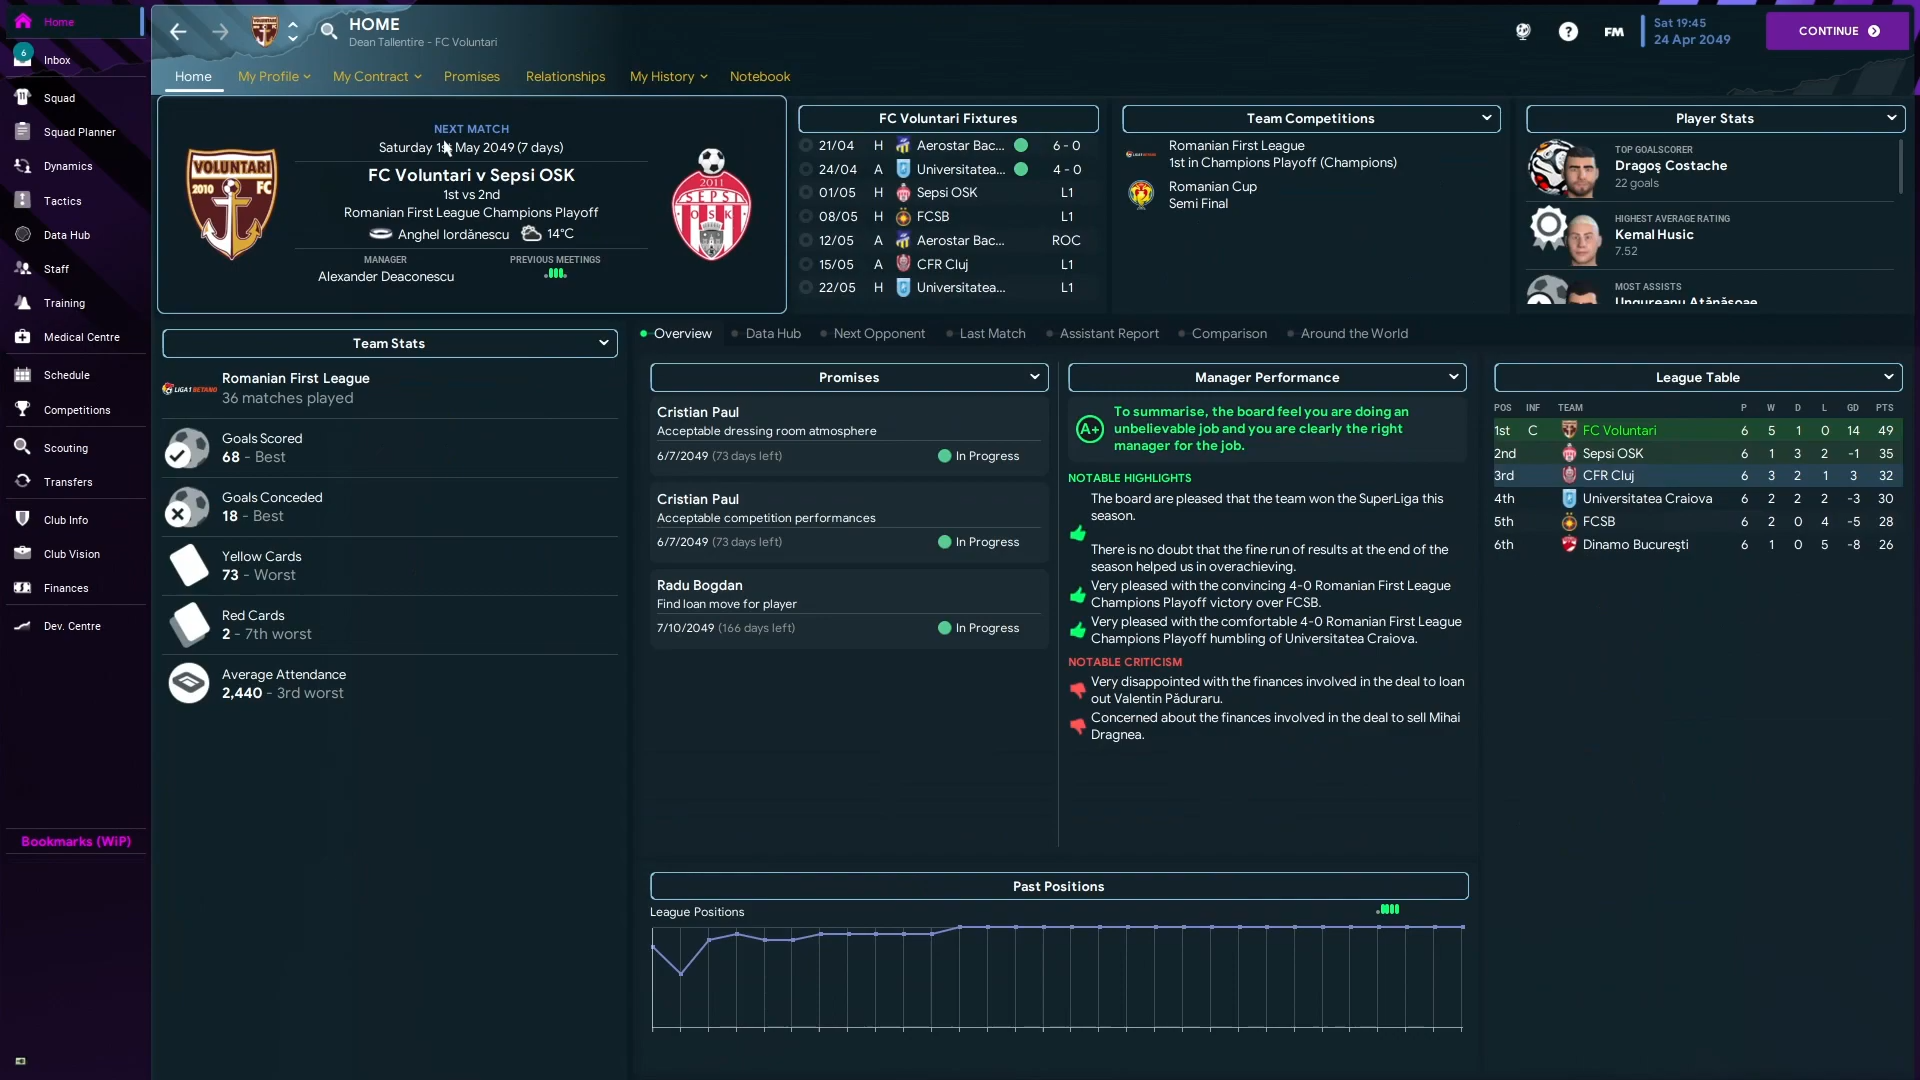 Home
6
Inbox
Squad
Squad Planner
Dynamics
Tactics
Data Hub
Staff
Training
Medical Centre
Schedule
Competitions
Scouting
Transfers
Club Info
Club Vision
Finances
Dev. Centre
Bookmarks (WiP)
HOME
Dean Tallentire - FC Voluntari
FM
Sat 19:45
24 Apr 2049
CONTINUE
Home
My Profile
My Contract
Promises
Relationships
My History
Notebook
VOLUNTARI
2010 FC
NEXT MATCH
Saturday 1st May 2049 (7 days)
FC Voluntari v Sepsi OSK
1st vs 2nd
Romanian First League Champions Playoff
Anghel Iordănescu 14°C
MANAGER
Alexander Deaconescu
PREVIOUS MEETINGS
2011
SEPSI
OSK
FC Voluntari Fixtures
21/04 H Aerostar Bac... 6 - 0
24/04 A Universitatea... 4 - 0
01/05 H Sepsi OSK L1
08/05 H FCSB L1
12/05 A Aerostar Bac... ROC
15/05 A CFR Cluj L1
22/05 H Universitatea... L1
Team Competitions
Romanian First League
1st in Champions Playoff (Champions)
Romanian Cup
Semi Final
Player Stats
TOP GOALSCORER
Dragoş Costache
22 goals
HIGHEST AVERAGE RATING
Kemal Husic
7.52
MOST ASSISTS
Ungureanu Atănăsoae
Team Stats
LIGA1 BETANO
Romanian First League
36 matches played
Goals Scored
68 - Best
Goals Conceded
18 - Best
Yellow Cards
73 - Worst
Red Cards
2 - 7th worst
Average Attendance
2,440 - 3rd worst
Overview
Data Hub
Next Opponent
Last Match
Assistant Report
Comparison
Around the World
Promises
Cristian Paul
Acceptable dressing room atmosphere
6/7/2049 (73 days left) In Progress
Cristian Paul
Acceptable competition performances
6/7/2049 (73 days left) In Progress
Radu Bogdan
Find loan move for player
7/10/2049 (166 days left) In Progress
Manager Performance
A+
To summarise, the board feel you are doing an
unbelievable job and you are clearly the right
manager for the job.
NOTABLE HIGHLIGHTS
The board are pleased that the team won the SuperLiga this
season.
There is no doubt that the fine run of results at the end of the
season helped us in overachieving.
Very pleased with the convincing 4-0 Romanian First League
Champions Playoff victory over FCSB.
Very pleased with the comfortable 4-0 Romanian First League
Champions Playoff humbling of Universitatea Craiova.
NOTABLE CRITICISM
Very disappointed with the finances involved in the deal to loan
out Valentin Păduraru.
Concerned about the finances involved in the deal to sell Mihai
Dragnea.
League Table
POS INF TEAM P W D L GD PTS
1st C FC Voluntari 6 5 1 0 14 49
2nd Sepsi OSK 6 1 3 2 -1 35
3rd CFR Cluj 6 3 2 1 3 32
4th Universitatea Craiova 6 2 2 2 -3 30
5th FCSB 6 2 0 4 -5 28
6th Dinamo Bucureşti 6 1 0 5 -8 26
Past Positions
League Positions